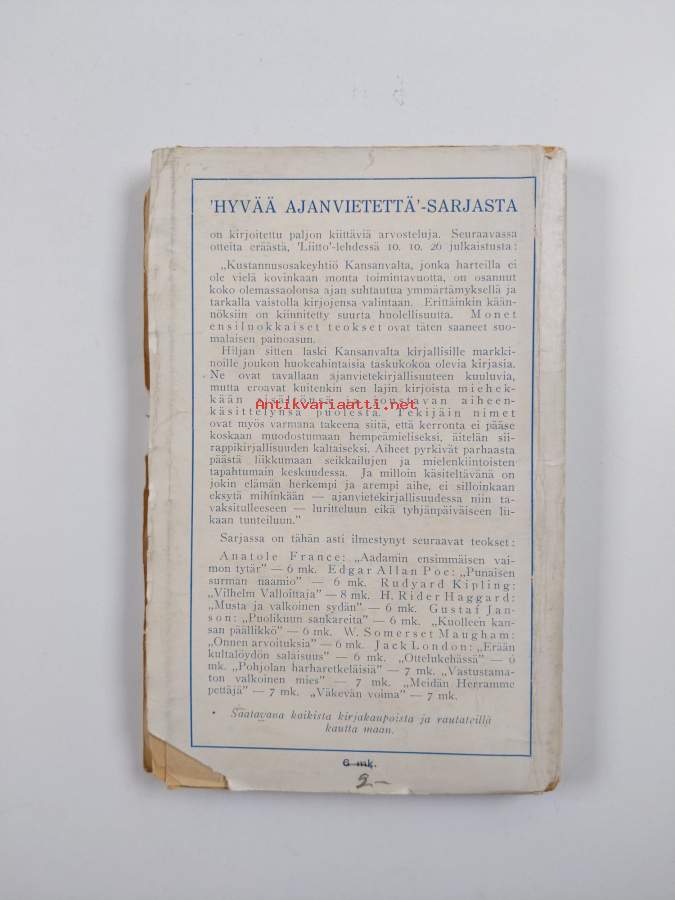 'HYVÄÄ AJANVIETETTÄ'-SARJASTA
on kirjoitettu paljon kiittäviä arvosteluja. Seuraavassa
otteita eräästä, 'Liitto'-lehdessä 10. 10. 26 julkaistusta:
„Kustannusosakeyhtiö Kansanvalta, jonka harteilla ei
ole vielä kovinkaan monta toimintavuotta, on osannut
koko olemassaolonsa ajan suhtautua ymmärtämyksellä ja
tarkalla vaistolla kirjojensa valintaan. Erittäinkin kään-
nöksiin on kiinnitetty suurta huolellisuutta. Monet
ensiluokkaiset teokset ovat täten saaneet suo-
malaisen painoasun.
Hiljan sitten laski Kansanvalta kirjallisille markki-
noille joukon huokeahintaisia taskukokoa olevia kirjasia.
Ne ovat tavallaan ajanvietekirjallisuuteen kuuluvia,
mutta eroavat kuitenkin sen lajin kirjoista miehek-
kään sisältönsä ja joustavan aiheen-
Antikvariaatti.net
käsittelynsä puolesta. Tekijäin nimet
ovat myös varmana takeena siitä, että kerronta ei pääse
koskaan muodostumaan hempeämieliseksi, äitelän sii-
rappikirjallisuuden kaltaiseksi. Aiheet pyrkivät parhaasta
päästä liikkumaan seikkailujen ja mielenkiintoisten
tapahtumain keskuudessa. Ja milloin käsiteltävänä on
jokin elämän herkempi ja arempi aihe, ei silloinkaan
eksytä mihinkään — ajanvietekirjallisuudessa niin ta-
vaksitulleeseen — luritteluun eikä tyhjänpäiväiseen lii-
kaan tunteiluun."
Sarjassa on tähän asti ilmestynyt seuraavat teokset:
Anatole France: „Aadamin ensimmäisen vai-
mon tytär" — 6 mk. Edgar Allan Poe: „Punaisen
surman naamio" — 6 mk. Rudyard Kipling:
„Vilhelm Valloittaja" — 8 mk. H. Rider Haggard:
„Musta ja valkoinen sydän" — 6 mk. Gustaf Jan-
son: „Puolikuun sankareita" — 6 mk. „Kuolleen kan-
san päällikkö" — 6 mk. W. Somerset Maugham:
„Onnen arvoituksia" — 6 mk. Jack London: „Erään
kultalöydön salaisuus" — 6 mk. „Ottelukehässä" — 6
mk. „Pohjolan harharetkeläisiä" — 7 mk. „Vastustama-
ton valkoinen mies" — 7 mk. „Meidän Herramme
pettäjä" — 7 mk. „Väkevän voima" — 7 mk.
Saatavana kaikista kirjakaupoista ja rautateillä
kautta maan.
6 mk.
2–